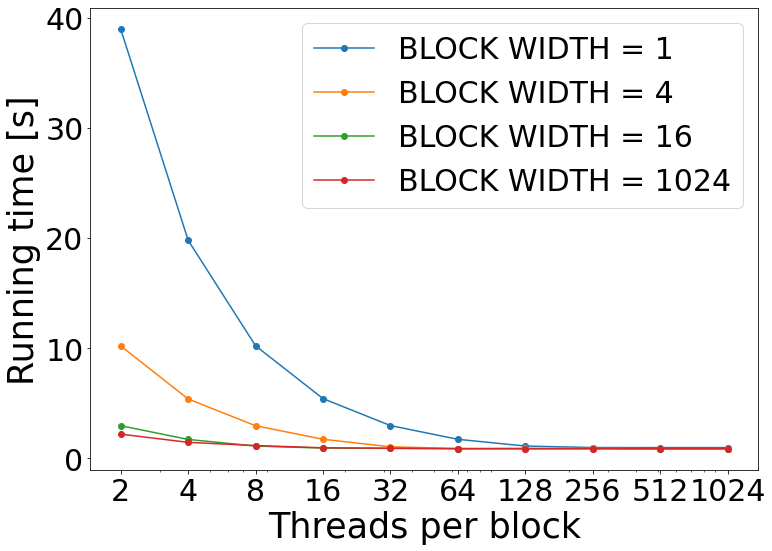 Running time [s]
40
30
20
10
0
BLOCK WIDTH = 1
BLOCK WIDTH = 4
BLOCK WIDTH = 16
BLOCK WIDTH = 1024
2 4 8 16 32 64 128 256 512 1024
Threads per block